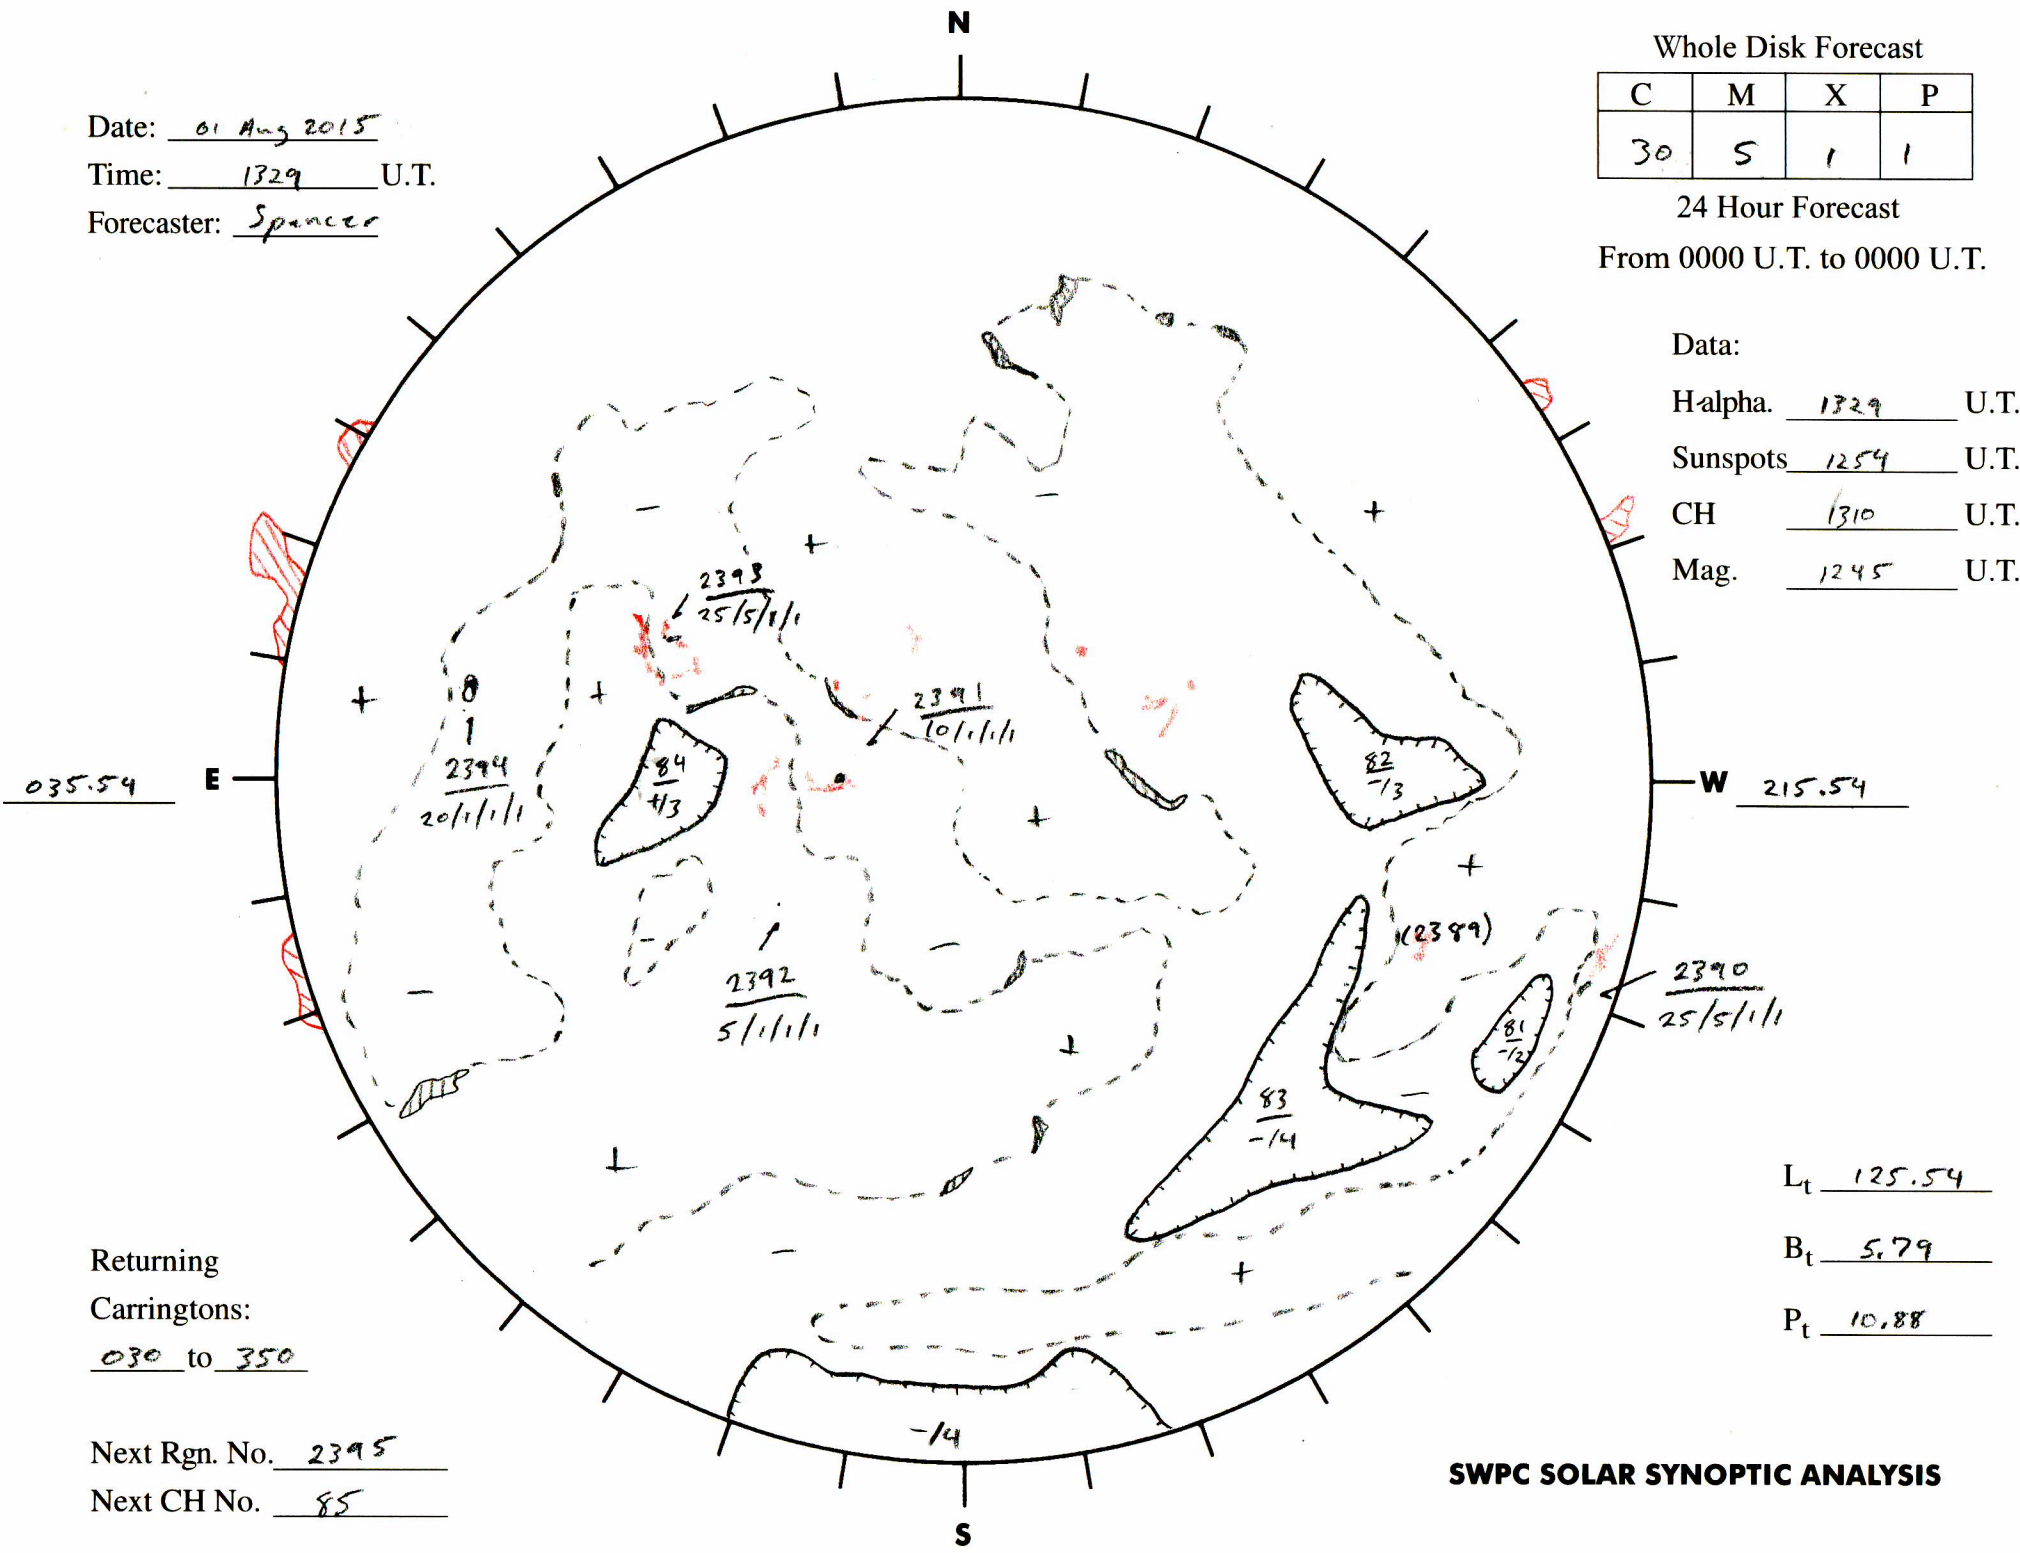 N
Date: 01 Aug 2015
Time: 1329 U.T.
Forecaster: Spencer
Whole Disk Forecast
C M X P
30 5 1 1
24 Hour Forecast
From 0000 U.T. to 0000 U.T.
Data:
H-alpha. 1329 U.T.
Sunspots 1254 U.T.
CH 1310 U.T.
Mag. 1245 U.T.
2393
25/5/1/1
2391
10/1/1/1
2394
20/1/1/1
84
+/3
82
-/3
035.54 E
W 215.54
(2389)
2390
25/5/1/1
2392
5/1/1/1
81
-/2
83
-/4
Lt 125.54
Bt 5.79
Pt 10.88
Returning
Carringtons:
030 to 350
-/4
Next Rgn. No. 2395
Next CH No. 85
SWPC SOLAR SYNOPTIC ANALYSIS
S